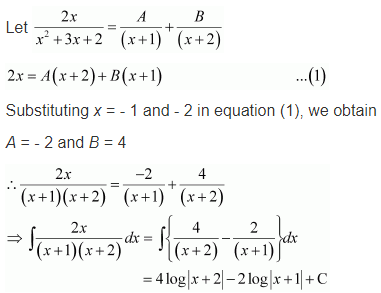 Let 2x/(x² + 3x + 2) = A/(x+1) + B/(x+2)
2x = A(x+2) + B(x+1) ...(1)
Substituting x = - 1 and - 2 in equation (1), we obtain
A = - 2 and B = 4
∴ 2x/((x+1)(x+2)) = -2/(x+1) + 4/(x+2)
⇒ ∫ 2x/((x+1)(x+2)) dx = ∫ {4/(x+2) - 2/(x+1)} dx
= 4 log|x+2| - 2 log|x+1| + C